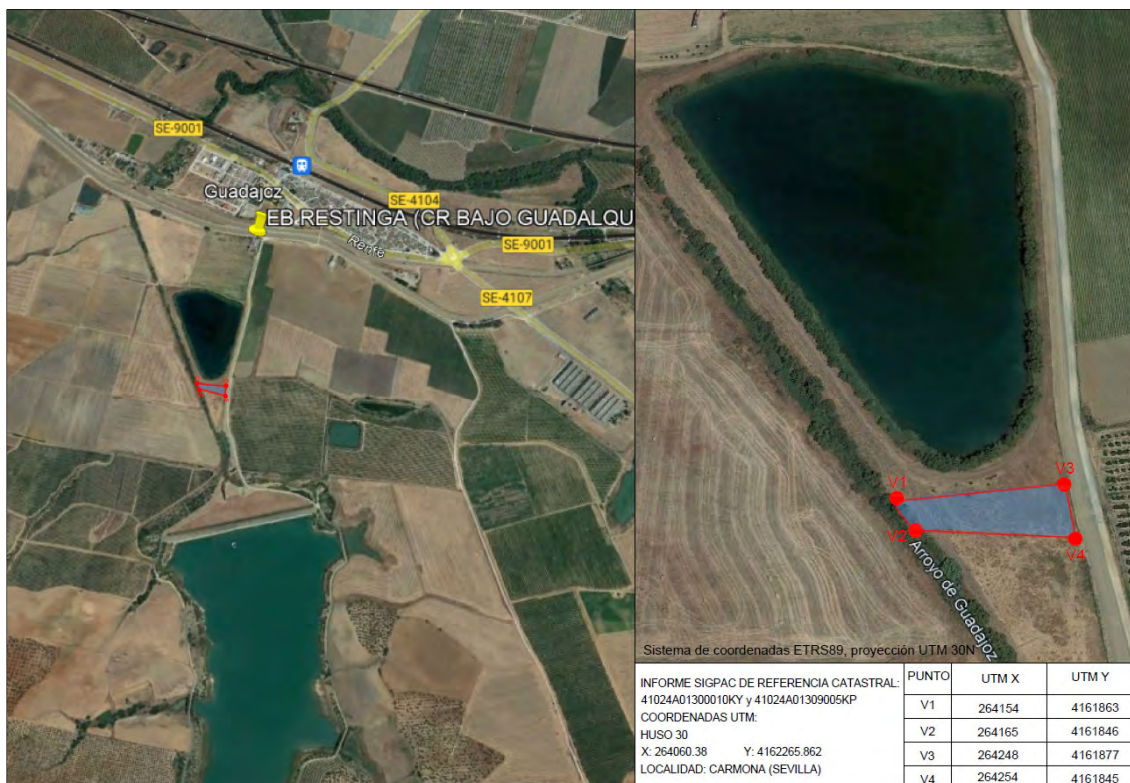 SE-9001
Guadajoz
SE-4104
EB.RESTINGA (CR BAJO GUADALQU
Renfe
SE-9001
SE-4107
V1
V3
V2
V4
Arroyo de Guadajoz
Sistema de coordenadas ETRS89, proyección UTM 30N
INFORME SIGPAC DE REFERENCIA CATASTRAL:
41024A01300010KY y 41024A01309005KP
COORDENADAS UTM:
HUSO 30
X: 264060.38 Y: 4162265.862
LOCALIDAD: CARMONA (SEVILLA)
PUNTO UTM X UTM Y
V1 264154 4161863
V2 264165 4161846
V3 264248 4161877
V4 264254 4161845